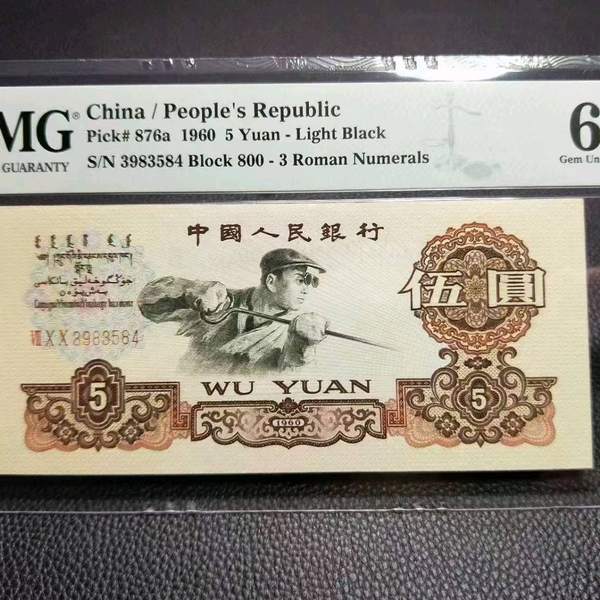 MG®
GUARANTY
China / People's Republic
Pick# 876a 1960 5 Yuan - Light Black
S/N 3983584 Block 800 - 3 Roman Numerals
6
Gem Un
中國人民銀行
伍圓
VIII X X 3983584
WU YUAN
5
1960
5